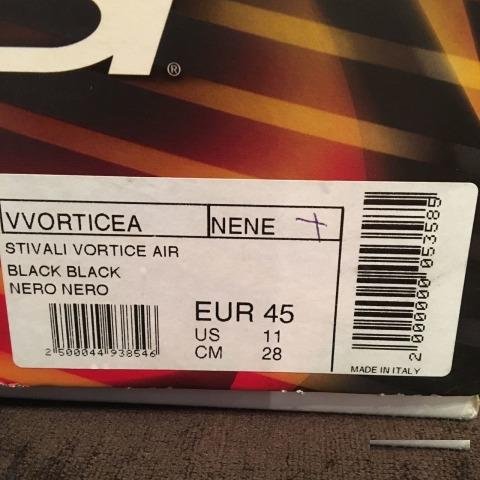 ®
VVORTICEA NENE
STIVALI VORTICE AIR
BLACK BLACK
NERO NERO
EUR 45
US 11
CM 28
2 500044 938546
2 000000 053585
MADE IN ITALY